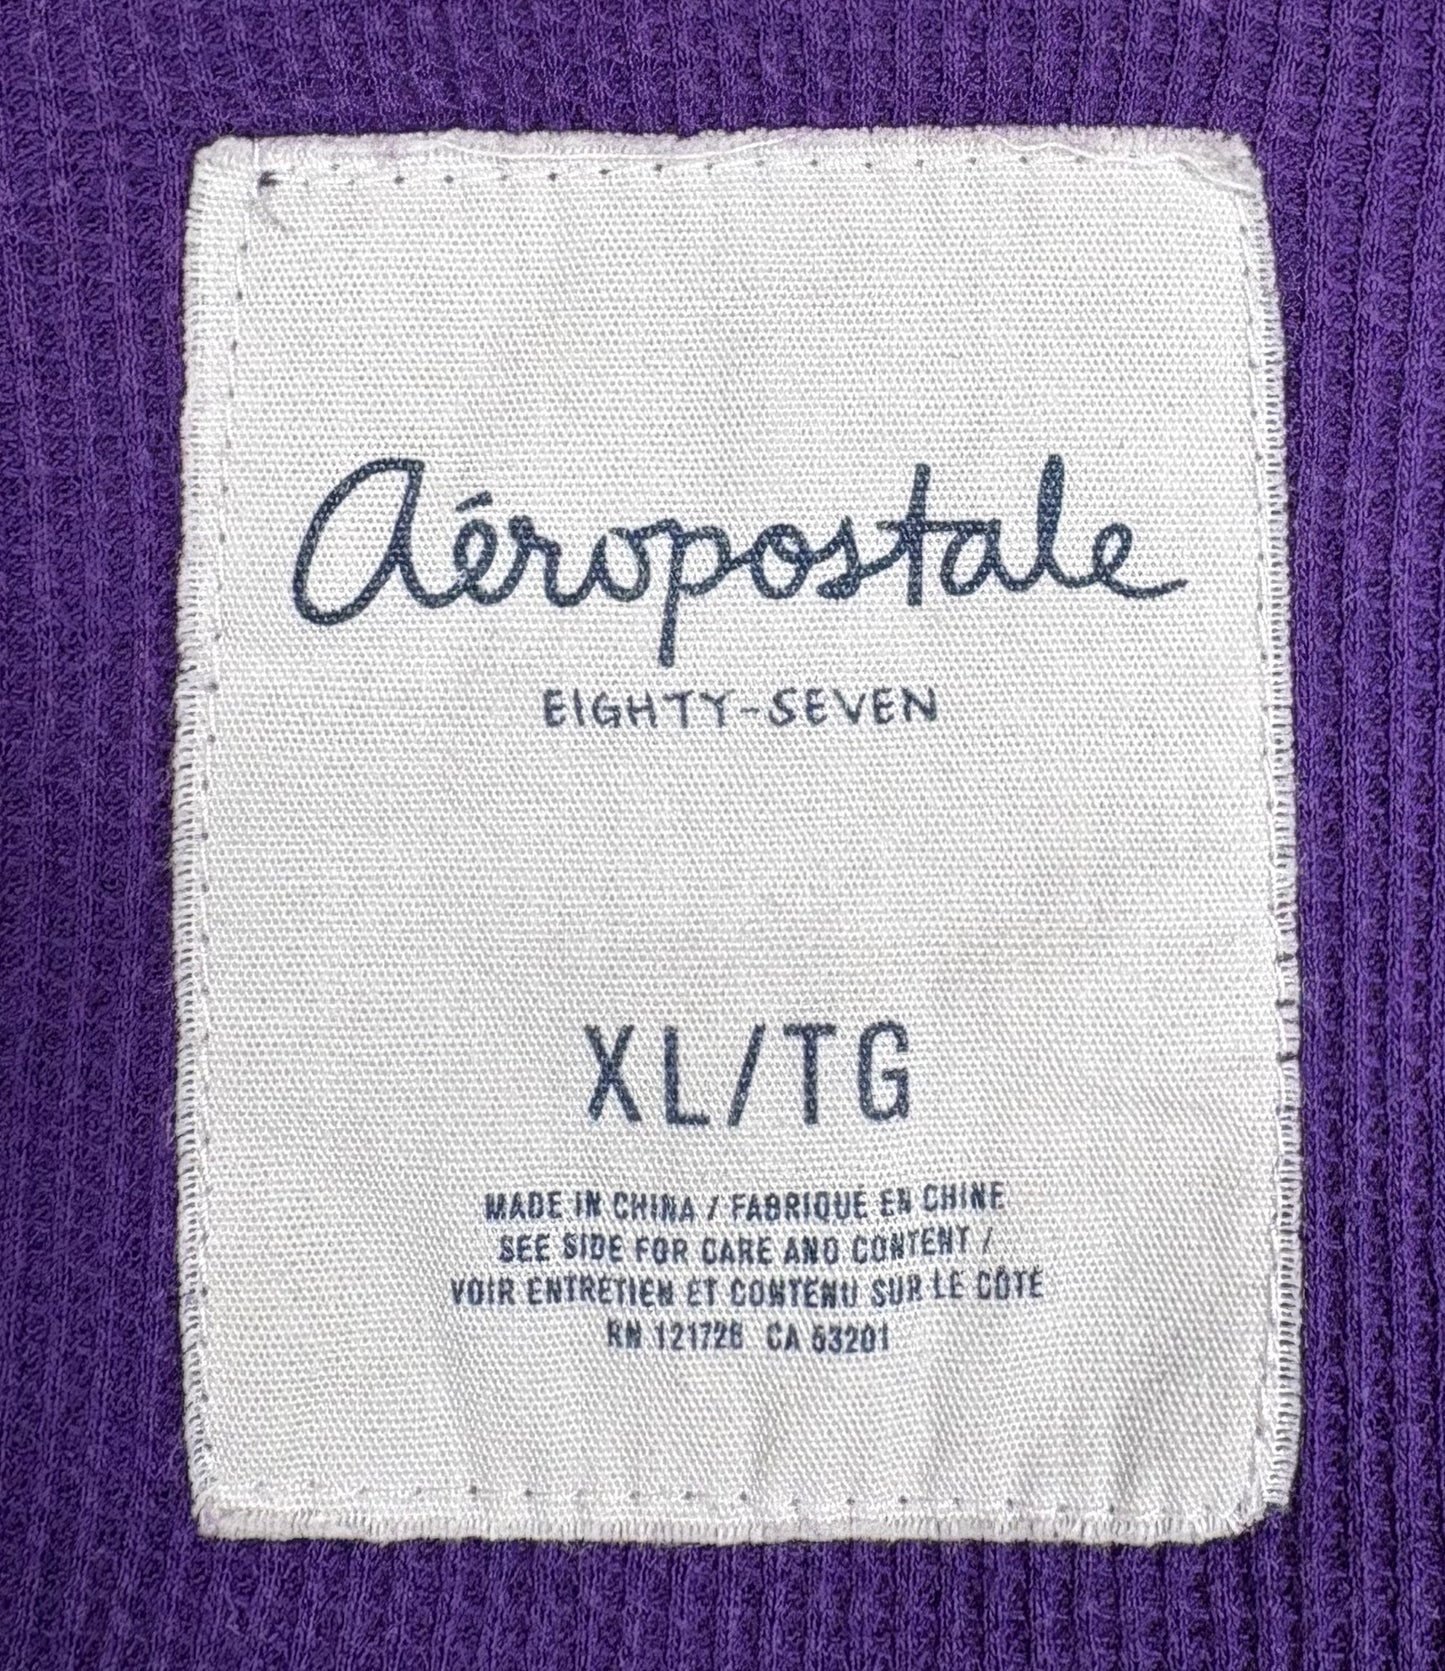 aéropostale
EIGHTY-SEVEN
XL/TG
MADE IN CHINA / FABRIQUÉ EN CHINE
SEE SIDE FOR CARE AND CONTENT /
VOIR ENTRETIEN ET CONTENU SUR LE CÔTÉ
RN 121726 CA 53201